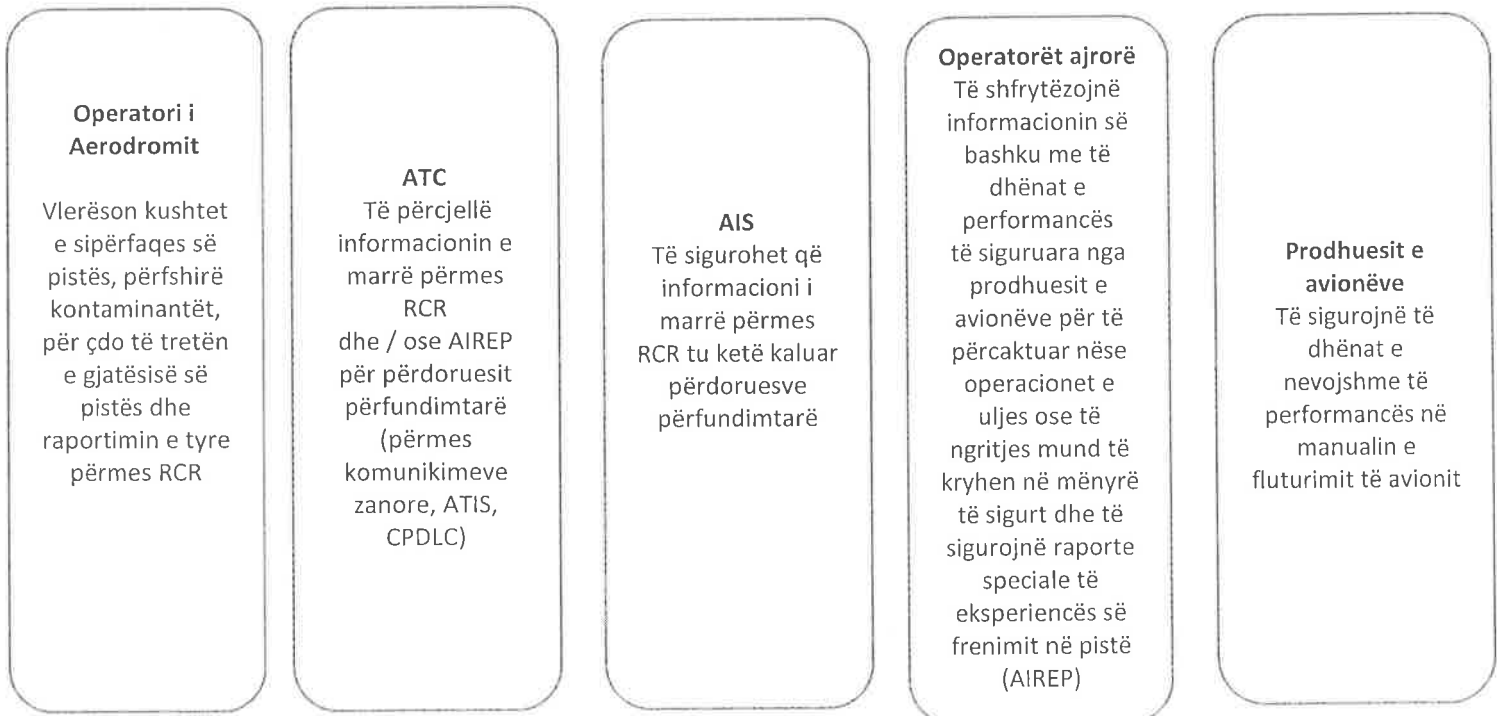 Operatori i
Aerodromit
Vlerëson kushtet
e sipërfaqes së
pistës, përfshirë
kontaminantët,
për çdo të tretën
e gjatësisë së
pistës dhe
raportimin e tyre
përmes RCR
ATC
Të përcjellë
informacionin e
marrë përmes
RCR
dhe / ose AIREP
për përdoruesit
përfundimtarë
(përmes
komunikimeve
zanore, ATIS,
CPDLC)
AIS
Të sigurohet që
informacioni i
marrë përmes
RCR tu ketë kaluar
përdoruesve
përfundimtarë
Operatorët ajrorë
Të shfrytëzojnë
informacionin së
bashku me të
dhënat e
performancës
të siguruara nga
prodhuesit e
avionëve për të
përcaktuar nëse
operacionet e
uljes ose të
ngritjes mund të
kryhen në mënyrë
të sigurt dhe të
sigurojnë raporte
speciale të
eksperiencës së
frenimit në pistë
(AIREP)
Prodhuesit e
avionëve
Të sigurojnë të
dhënat e
nevojshme të
performancës në
manualin e
fluturimit të avionit